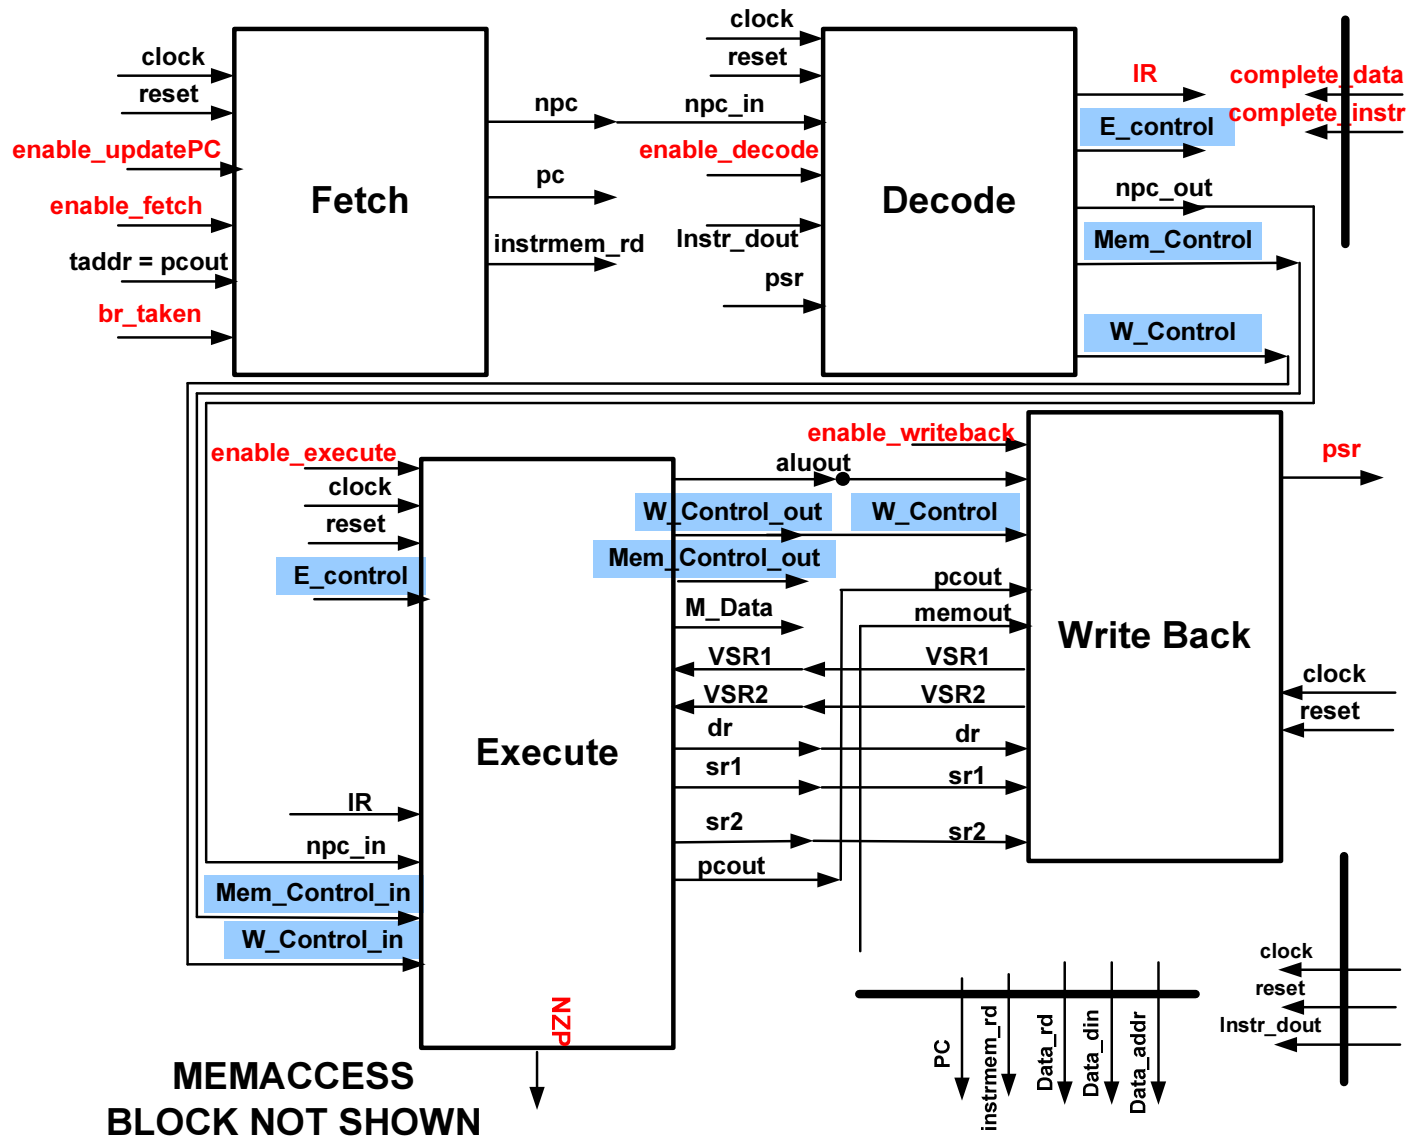 clock
reset
enable_updatePC
enable_fetch
taddr = pcout
br_taken
Fetch
npc
pc
instrmem_rd
clock
reset
npc_in
enable_decode
Instr_dout
psr
Decode
IR
E_control
npc_out
Mem_Control
W_Control
complete_data
complete_instr
enable_execute
clock
reset
E_control
IR
npc_in
Mem_Control_in
W_Control_in
Execute
NZP
aluout
W_Control_out
Mem_Control_out
M_Data
VSR1
VSR2
dr
sr1
sr2
pcout
enable_writeback
W_Control
pcout
memout
VSR1
VSR2
dr
sr1
sr2
Write Back
psr
clock
reset
clock
reset
Instr_dout
PC
instrmem_rd
Data_rd
Data_din
Data_addr
MEMACCESS
BLOCK NOT SHOWN